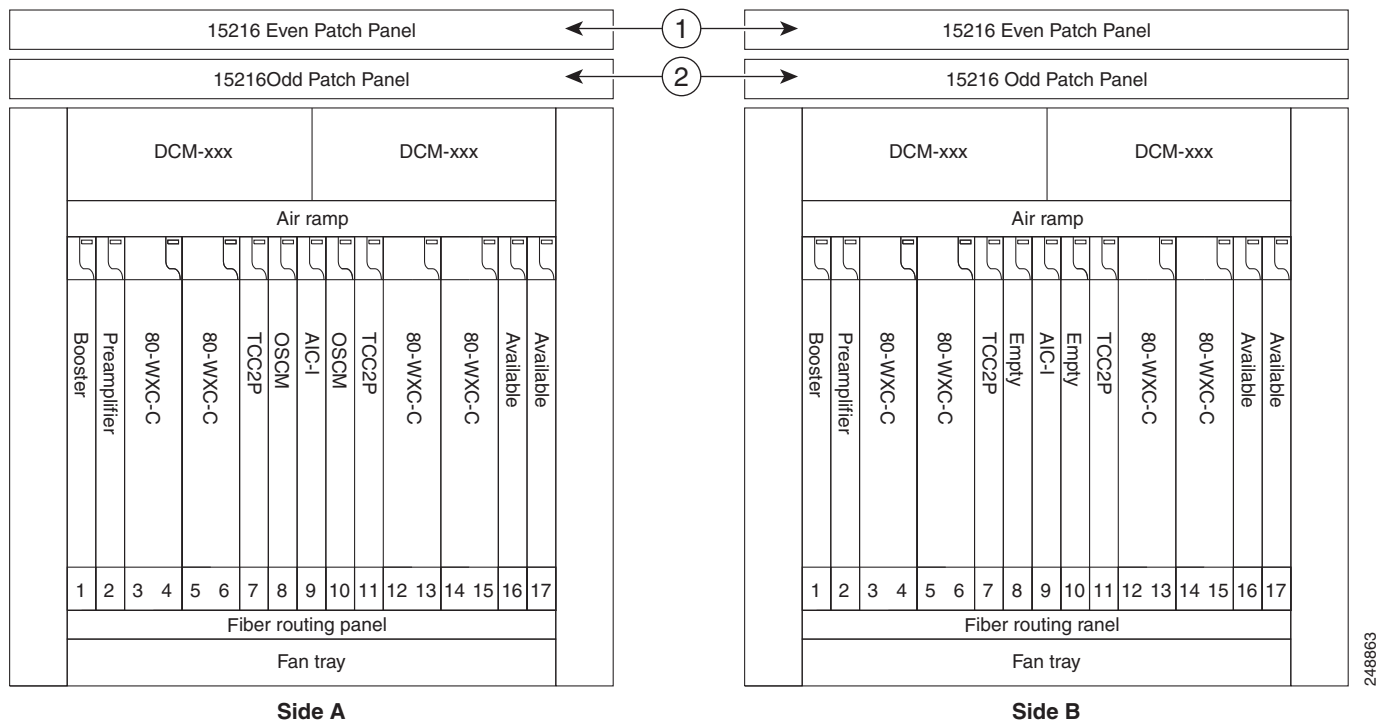 15216 Even Patch Panel
1
15216 Even Patch Panel
15216Odd Patch Panel
2
15216 Odd Patch Panel
DCM-xxx
DCM-xxx
Air ramp
Booster
Preamplifier
80-WXC-C
80-WXC-C
TCC2P
OSCM
AIC-I
OSCM
TCC2P
80-WXC-C
80-WXC-C
Available
Available
1 2 3 4 5 6 7 8 9 10 11 12 13 14 15 16 17
Fiber routing panel
Fan tray
Side A
DCM-xxx
DCM-xxx
Air ramp
Booster
Preamplifier
80-WXC-C
80-WXC-C
TCC2P
Empty
AIC-I
Empty
TCC2P
80-WXC-C
80-WXC-C
Available
Available
1 2 3 4 5 6 7 8 9 10 11 12 13 14 15 16 17
Fiber routing ranel
Fan tray
Side B
248863